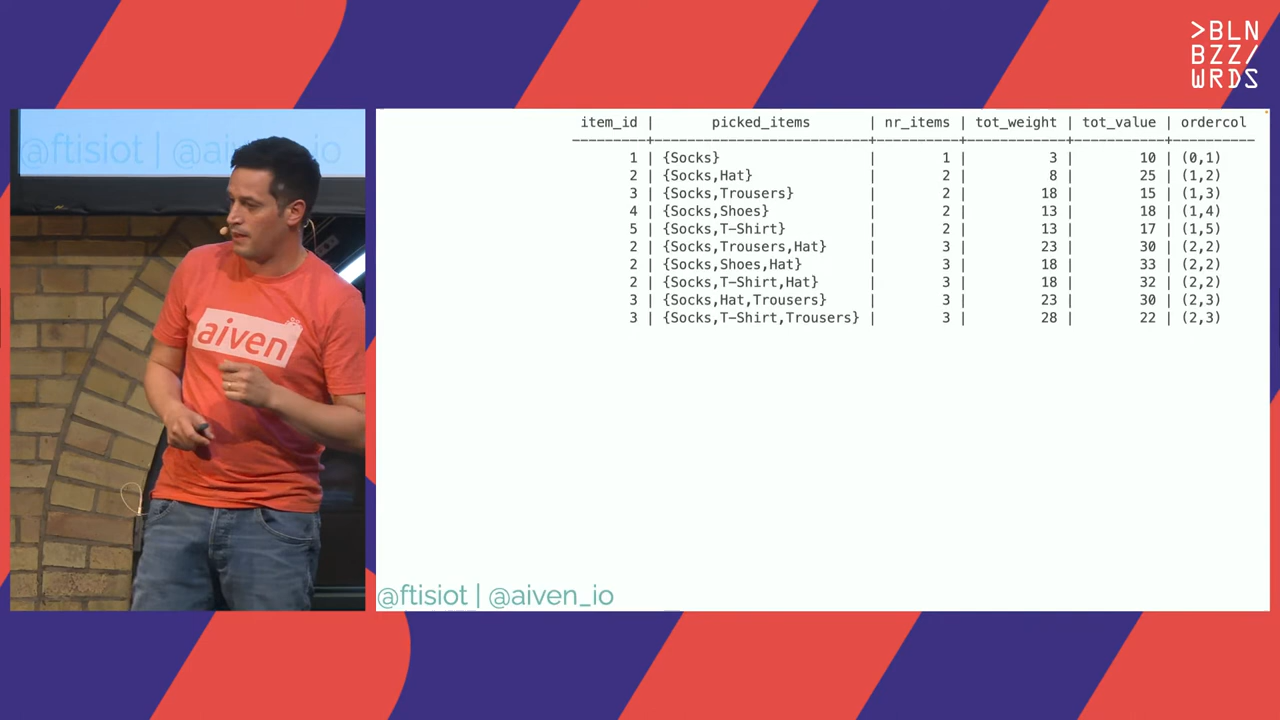 >BLN
BZZ/
WRDS
@ftisiot | @aiven_io
aiven
item_id | picked_items | nr_items | tot_weight | tot_value | ordercol
---------+------------------------+----------+------------+-----------+----------
1 | {Socks} | 1 | 3 | 10 | (0,1)
2 | {Socks,Hat} | 2 | 8 | 25 | (1,2)
3 | {Socks,Trousers} | 2 | 18 | 15 | (1,3)
4 | {Socks,Shoes} | 2 | 13 | 18 | (1,4)
5 | {Socks,T-Shirt} | 2 | 13 | 17 | (1,5)
2 | {Socks,Trousers,Hat} | 3 | 23 | 30 | (2,2)
2 | {Socks,Shoes,Hat} | 3 | 18 | 33 | (2,2)
2 | {Socks,T-Shirt,Hat} | 3 | 18 | 32 | (2,2)
3 | {Socks,Hat,Trousers} | 3 | 23 | 30 | (2,3)
3 | {Socks,T-Shirt,Trousers} | 3 | 28 | 22 | (2,3)
@ftisiot | @aiven_io